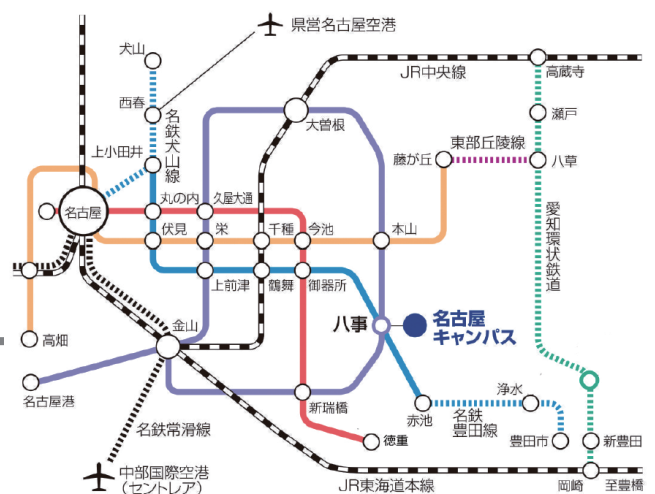 県営名古屋空港
犬山
西春
名鉄犬山線
上小田井
JR中央線
高蔵寺
瀬戸
大曽根
東部丘陵線
藤が丘
八草
名古屋
丸の内
久屋大通
愛知環状鉄道
伏見
栄
千種
今池
本山
上前津
鶴舞
御器所
金山
八事
名古屋
キャンパス
高畑
名古屋港
新瑞橋
赤池
浄水
名鉄
豊田線
名鉄常滑線
徳重
豊田市
新豊田
中部国際空港
(セントレア)
JR東海道本線
岡崎
至豊橋